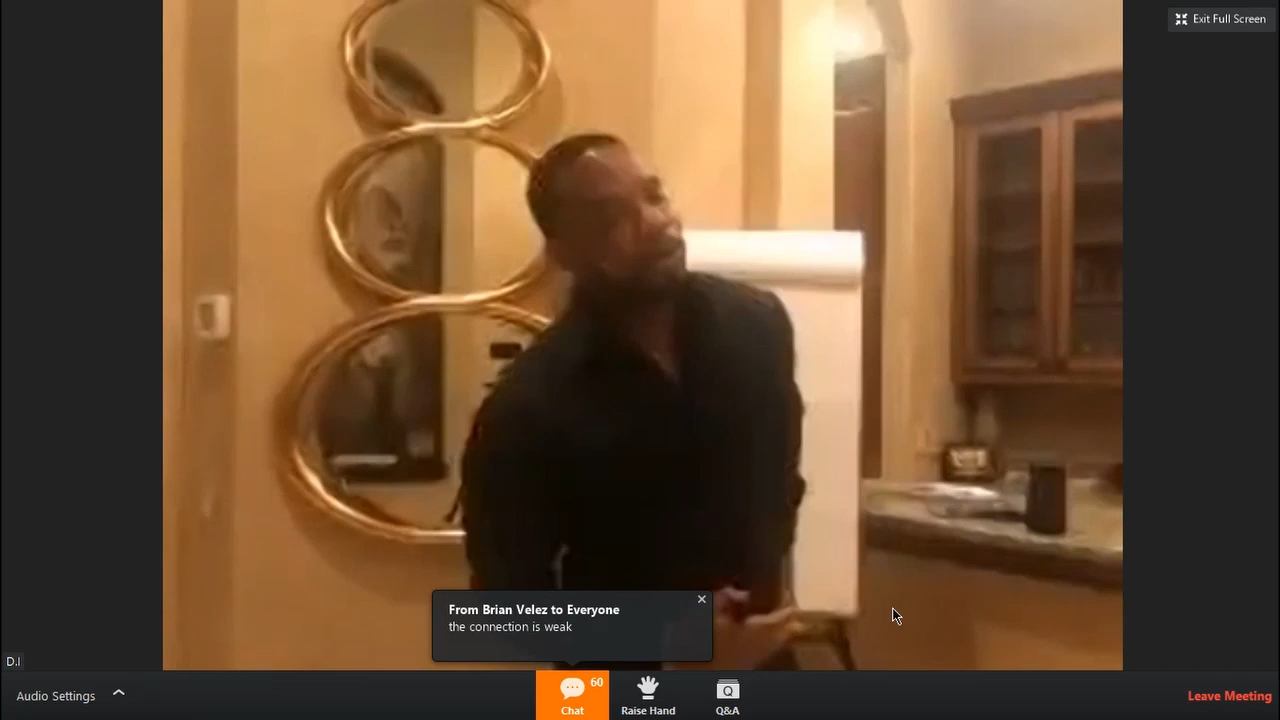 Exit Full Screen
From Brian Velez to Everyone
the connection is weak
D.I
Audio Settings
Chat
60
Raise Hand
Q
Q&A
Leave Meeting